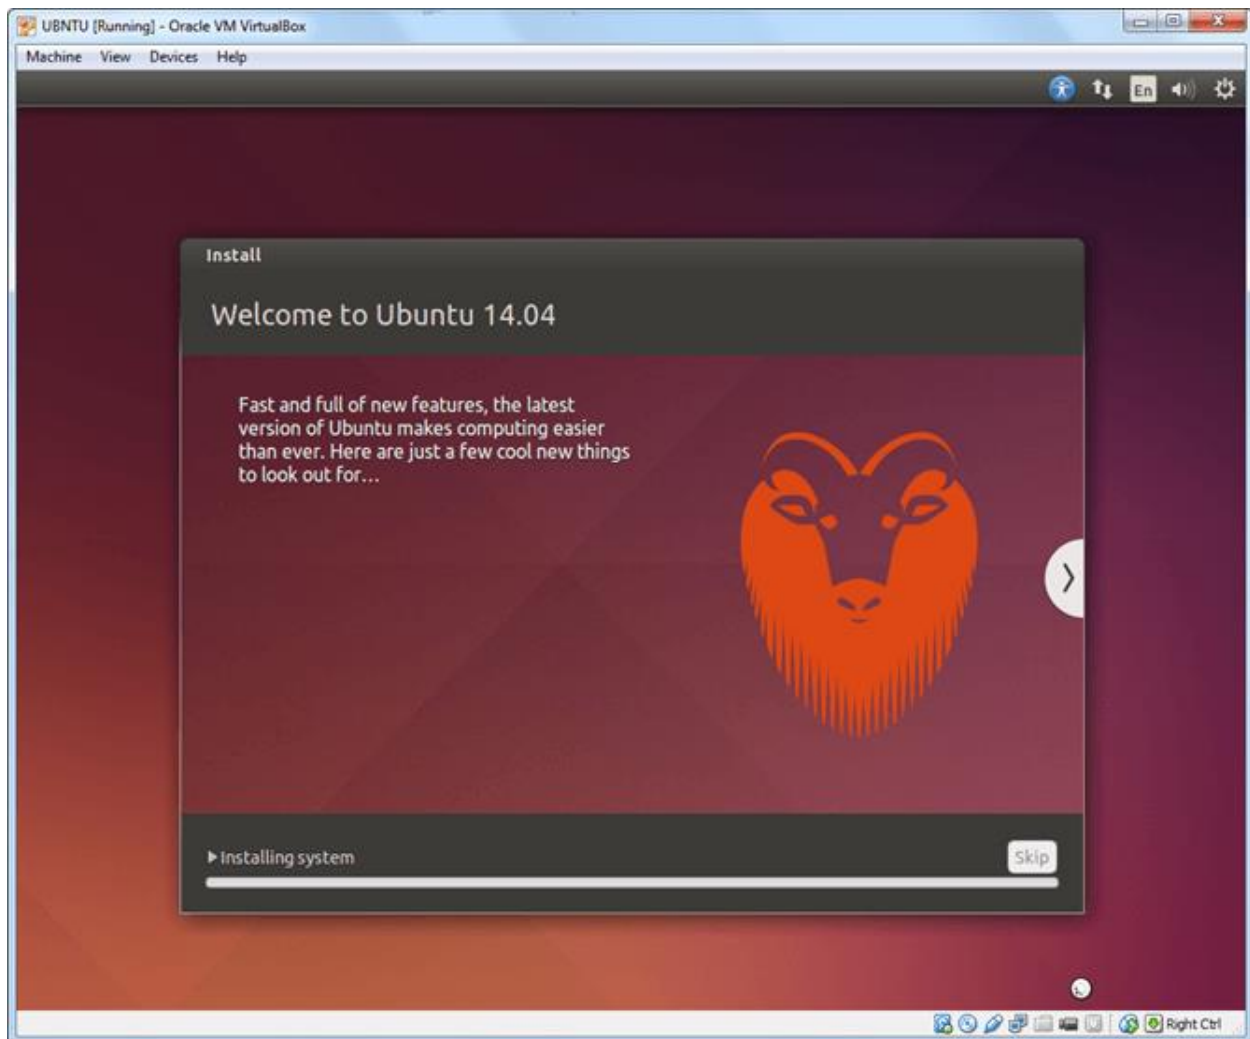 UBNTU [Running] - Oracle VM VirtualBox
Machine View Devices Help
En
Install
Welcome to Ubuntu 14.04
Fast and full of new features, the latest
version of Ubuntu makes computing easier
than ever. Here are just a few cool new things
to look out for...
Installing system
Skip
Right Ctrl